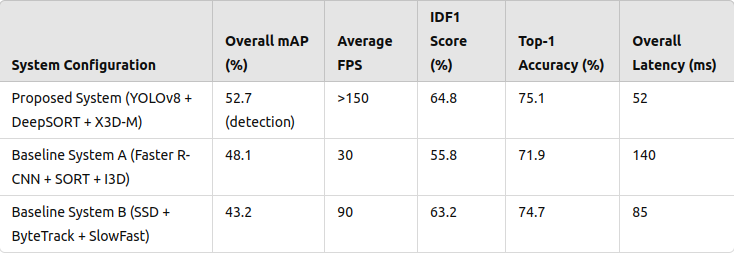 System Configuration | Overall mAP (%) | Average FPS | IDF1 Score (%) | Top-1 Accuracy (%) | Overall Latency (ms)
Proposed System (YOLOv8 + DeepSORT + X3D-M) | 52.7 (detection) | >150 | 64.8 | 75.1 | 52
Baseline System A (Faster R-CNN + SORT + I3D) | 48.1 | 30 | 55.8 | 71.9 | 140
Baseline System B (SSD + ByteTrack + SlowFast) | 43.2 | 90 | 63.2 | 74.7 | 85